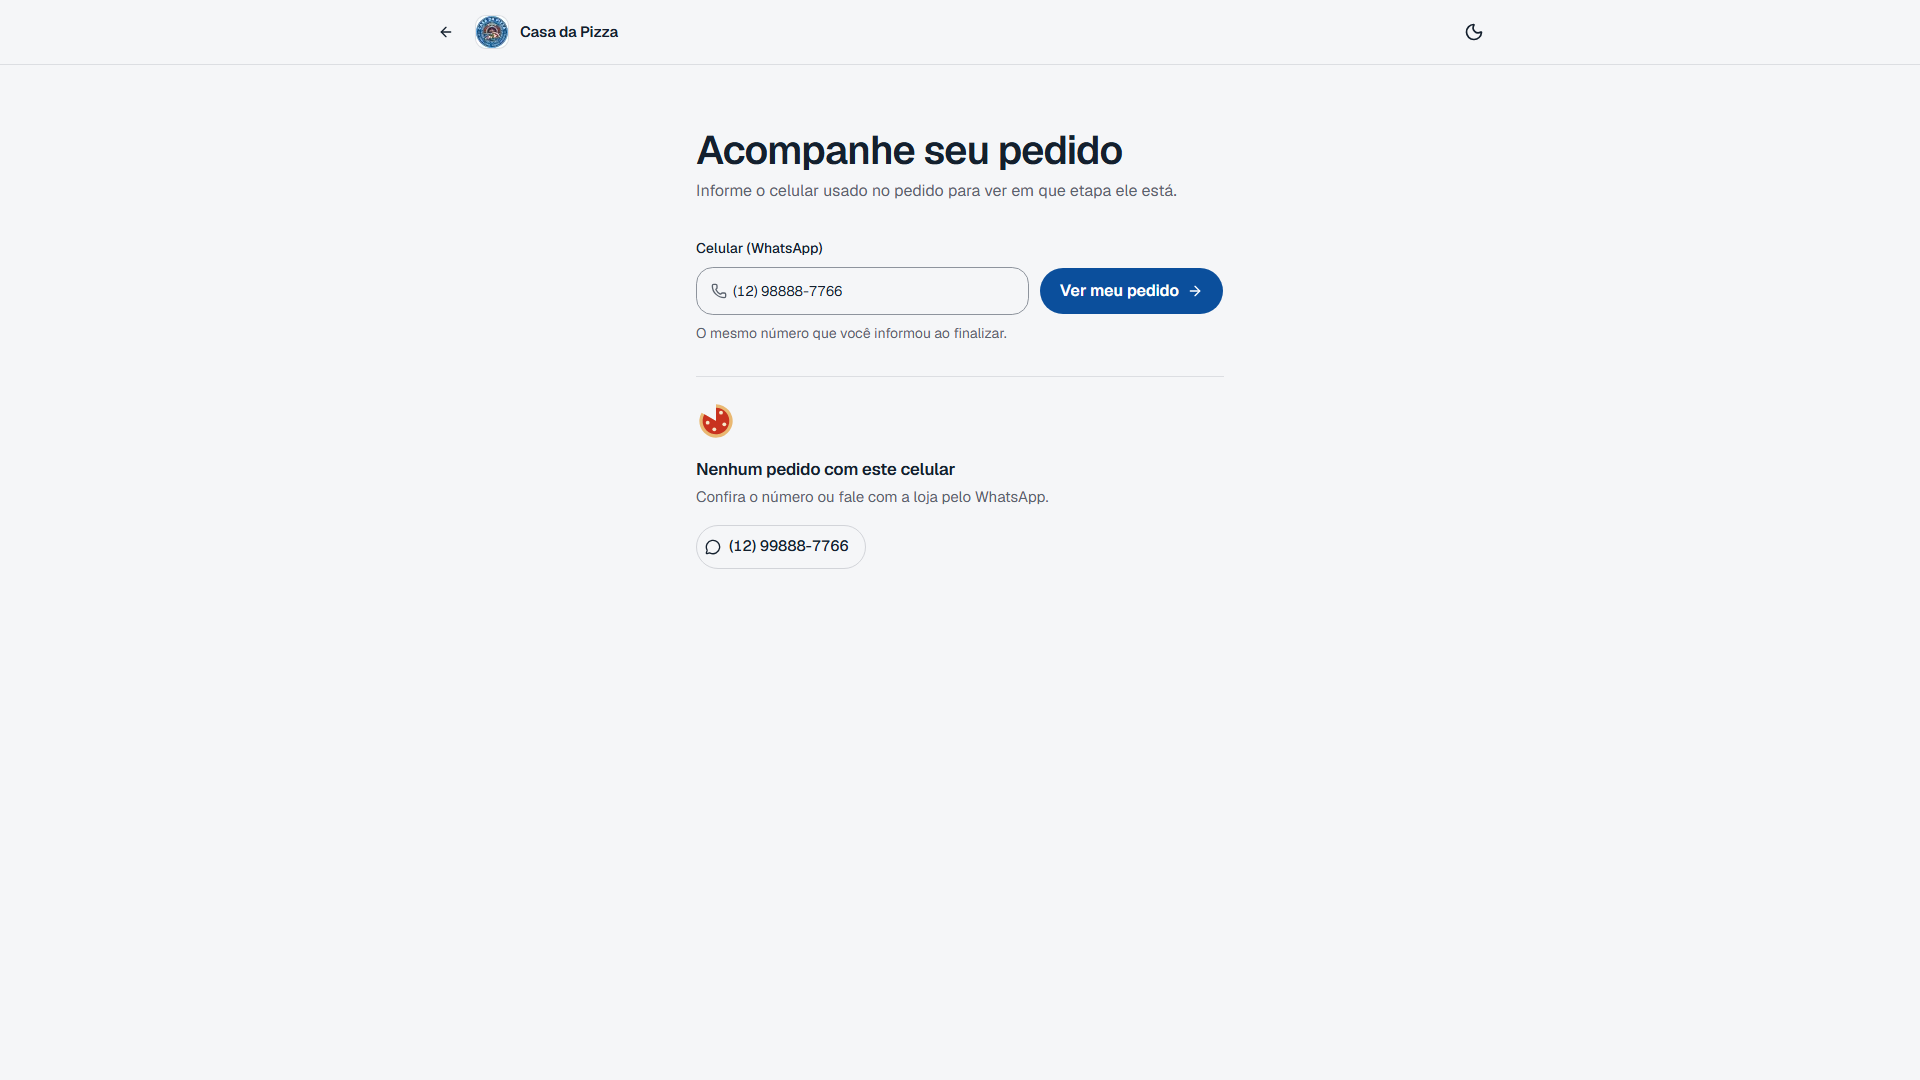 Casa da Pizza
Acompanhe seu pedido
Informe o celular usado no pedido para ver em que etapa ele está.
Celular (WhatsApp)
(12) 98888-7766
Ver meu pedido
O mesmo número que você informou ao finalizar.
Nenhum pedido com este celular
Confira o número ou fale com a loja pelo WhatsApp.
(12) 99888-7766